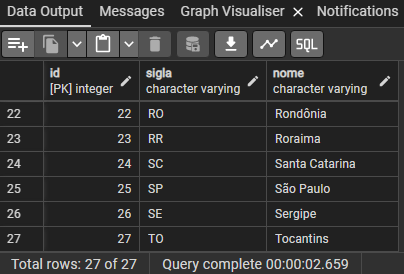 Data Output Messages Graph Visualiser × Notifications
SQL
id sigla nome
[PK] integer character varying character varying
22 22 RO Rondônia
23 23 RR Roraima
24 24 SC Santa Catarina
25 25 SP São Paulo
26 26 SE Sergipe
27 27 TO Tocantins
Total rows: 27 of 27 Query complete 00:00:02.659